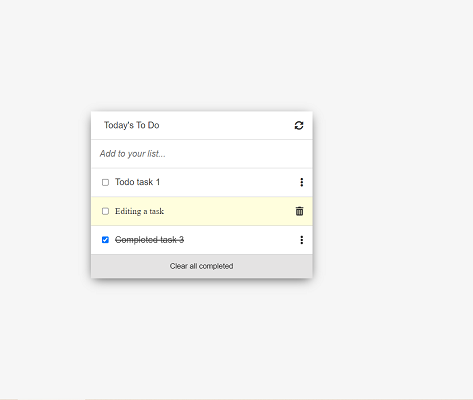 Today's To Do
Add to your list...
Todo task 1
Editing a task
Completed task 3
Clear all completed